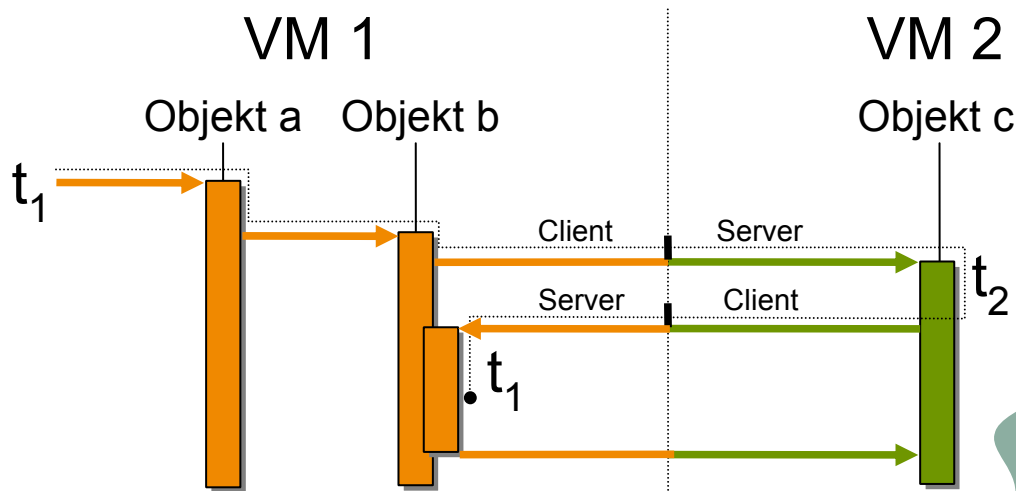 VM 1
VM 2
Objekt a
Objekt b
Objekt c
t₁
Client
Server
t₂
Server
Client
t₁